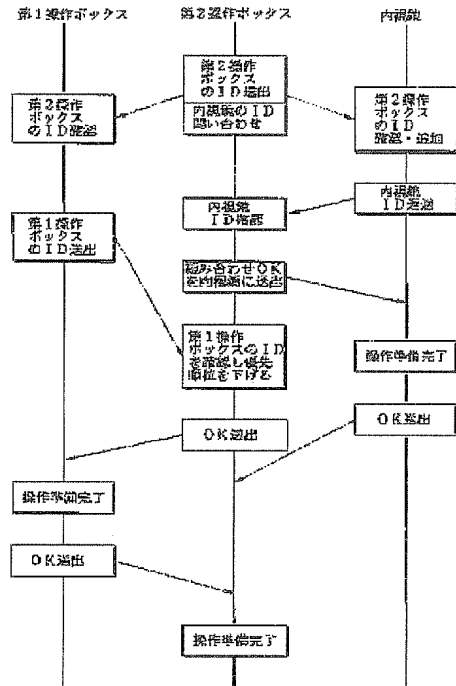 第1操作ボックス
第2操作ボックス
内視鏡
第2操作
ボックス
のID送出
内視鏡のID
問い合わせ
第2操作
ボックス
のID確認
第2操作
ボックス
のID
確認・追加
内視鏡
ID返送
内視鏡
ID確認
第1操作
ボックス
のID送出
組み合わせOK
を内視鏡に送出
第1操作
ボックスのID
を確認し優先
順位を下げる
操作準備完了
OK送出
OK送出
操作準備完了
OK送出
操作準備完了